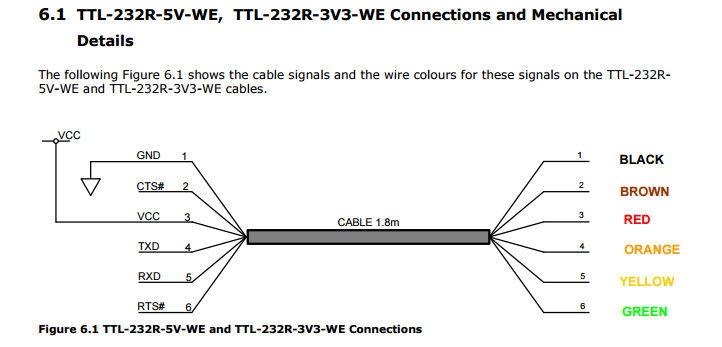 6.1 TTL-232R-5V-WE, TTL-232R-3V3-WE Connections and Mechanical
Details
The following Figure 6.1 shows the cable signals and the wire colours for these signals on the TTL-232R-
5V-WE and TTL-232R-3V3-WE cables.
VCC
GND 1 1 BLACK
CTS# 2 2 BROWN
VCC 3 3 RED
CABLE 1.8m
TXD 4 4 ORANGE
RXD 5 5 YELLOW
RTS# 6 6 GREEN
Figure 6.1 TTL-232R-5V-WE and TTL-232R-3V3-WE Connections